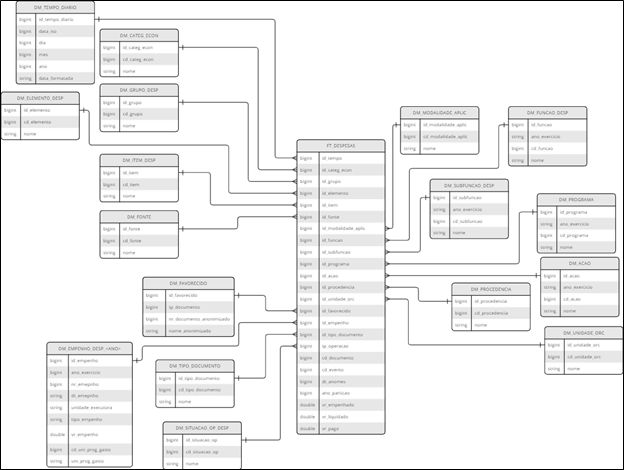 DM_TEMPO_DIARIO
bigint id_tempo_diario
bigint data_iso
bigint dia
bigint mes
bigint ano
string data_formatada
DM_CATEG_ECON
bigint id_categ_econ
bigint cd_categ_econ
string nome
DM_GRUPO_DESP
bigint id_grupo
bigint cd_grupo
string nome
DM_ELEMENTO_DESP
bigint id_elemento
bigint cd_elemento
string nome
DM_ITEM_DESP
bigint id_item
bigint cd_item
string nome
DM_FONTE
bigint id_fonte
bigint cd_fonte
string nome
DM_FAVORECIDO
bigint id_favorecido
bigint tp_documento
bigint nr_documento_anonimizado
string nome_anonimizado
DM_EMPENHO_DESP_<ANO>
bigint id_empenho
bigint ano_exercicio
bigint nr_empenho
string dt_empenho
string unidade_executora
string tipo_empenho
double vr_empenho
bigint cd_uni_prog_gasto
string uni_prog_gasto
DM_TIPO_DOCUMENTO
bigint id_tipo_documento
bigint cd_tipo_documento
string nome
DM_SITUACAO_OP_DESP
bigint id_situacao_op
bigint cd_situacao_op
string nome
FT_DESPESAS
bigint id_tempo
bigint id_categ_econ
bigint id_grupo
bigint id_elemento
bigint id_item
bigint id_fonte
bigint id_modalidade_aplic
bigint id_funcao
bigint id_subfuncao
bigint id_programa
bigint id_acao
bigint id_procedencia
bigint id_unidade_orc
bigint id_favorecido
bigint id_empenho
bigint id_tipo_documento
bigint tp_operacao
bigint cd_documento
bigint cd_evento
bigint dt_anomes
bigint ano_particao
double vr_empenhado
double vr_liquidado
double vr_pago
DM_MODALIDADE_APLIC
bigint id_modalidade_aplic
bigint cd_modalidade_aplic
string nome
DM_FUNCAO_DESP
bigint id_funcao
string ano_exercicio
bigint cd_funcao
string nome
DM_SUBFUNCAO_DESP
bigint id_subfuncao
string ano_exercicio
bigint cd_subfuncao
string nome
DM_PROGRAMA
bigint id_programa
string ano_exercicio
bigint cd_programa
string nome
DM_ACAO
bigint id_acao
string ano_exercicio
bigint cd_acao
string nome
DM_PROCEDENCIA
bigint id_procedencia
bigint cd_procedencia
string nome
DM_UNIDADE_ORC
bigint id_unidade_orc
bigint cd_unidade_orc
string nome